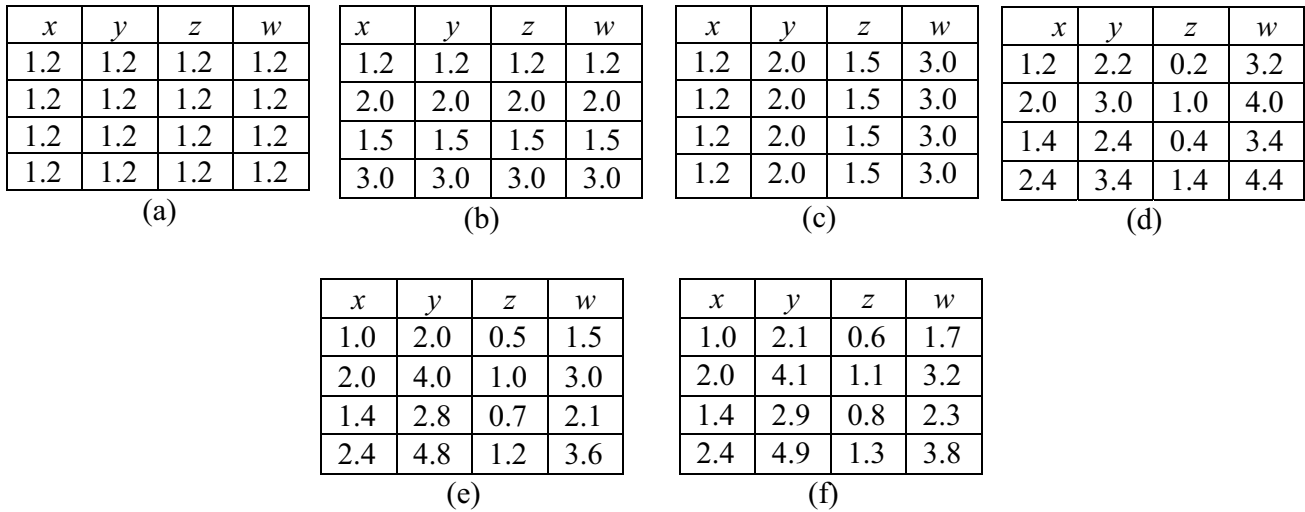 x y z w
1.2 1.2 1.2 1.2
1.2 1.2 1.2 1.2
1.2 1.2 1.2 1.2
1.2 1.2 1.2 1.2
(a)
x y z w
1.2 1.2 1.2 1.2
2.0 2.0 2.0 2.0
1.5 1.5 1.5 1.5
3.0 3.0 3.0 3.0
(b)
x y z w
1.2 2.0 1.5 3.0
1.2 2.0 1.5 3.0
1.2 2.0 1.5 3.0
1.2 2.0 1.5 3.0
(c)
x y z w
1.2 2.2 0.2 3.2
2.0 3.0 1.0 4.0
1.4 2.4 0.4 3.4
2.4 3.4 1.4 4.4
(d)
x y z w
1.0 2.0 0.5 1.5
2.0 4.0 1.0 3.0
1.4 2.8 0.7 2.1
2.4 4.8 1.2 3.6
(e)
x y z w
1.0 2.1 0.6 1.7
2.0 4.1 1.1 3.2
1.4 2.9 0.8 2.3
2.4 4.9 1.3 3.8
(f)